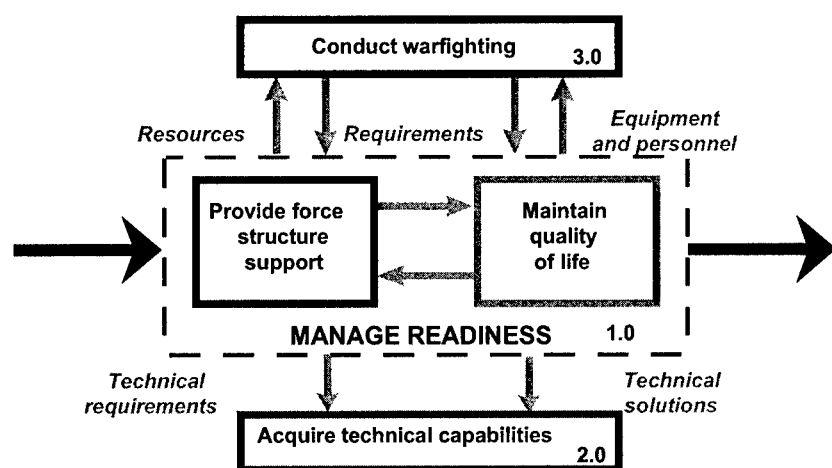 Conduct warfighting
3.0
Resources
Requirements
Equipment
and personnel
Provide force
structure
support
Maintain
quality
of life
MANAGE READINESS 1.0
Technical
requirements
Technical
solutions
Acquire technical capabilities
2.0